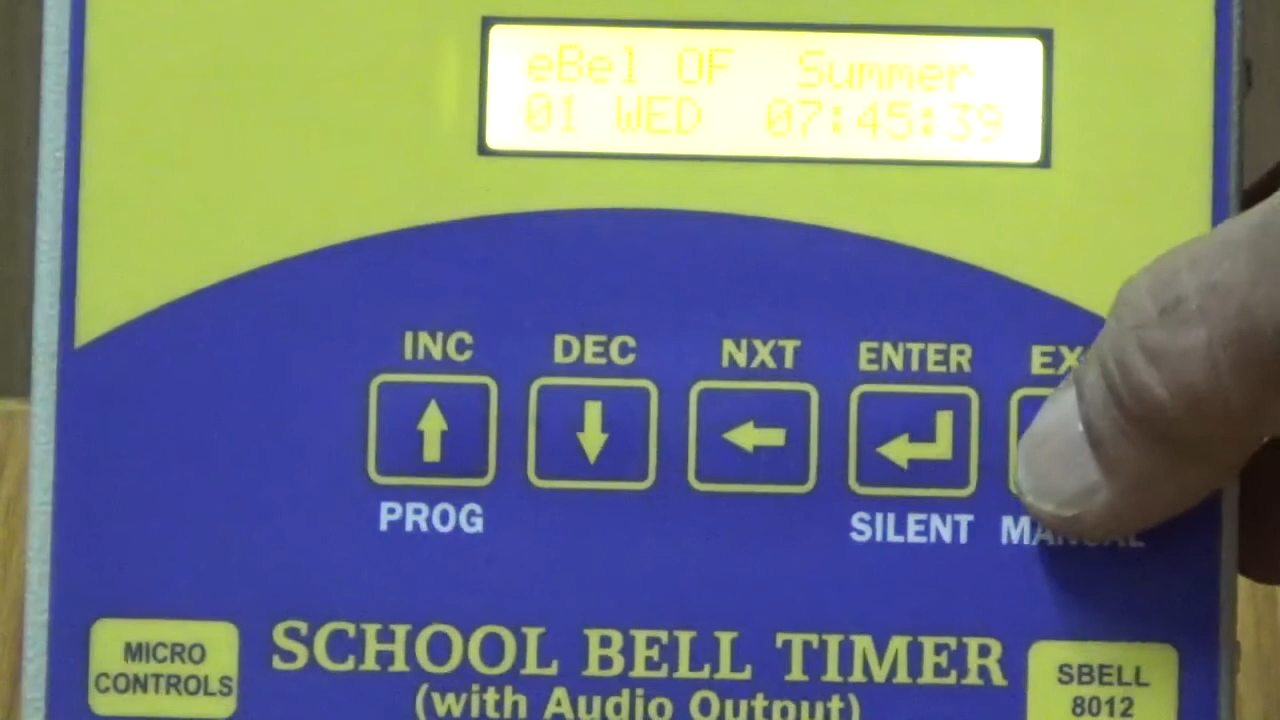 eBel OF Summer
01 WED 07:45:39
INC DEC NXT ENTER
PROG SILENT
MICRO
CONTROLS
SCHOOL BELL TIMER
(with Audio Output)
SBELL
8012